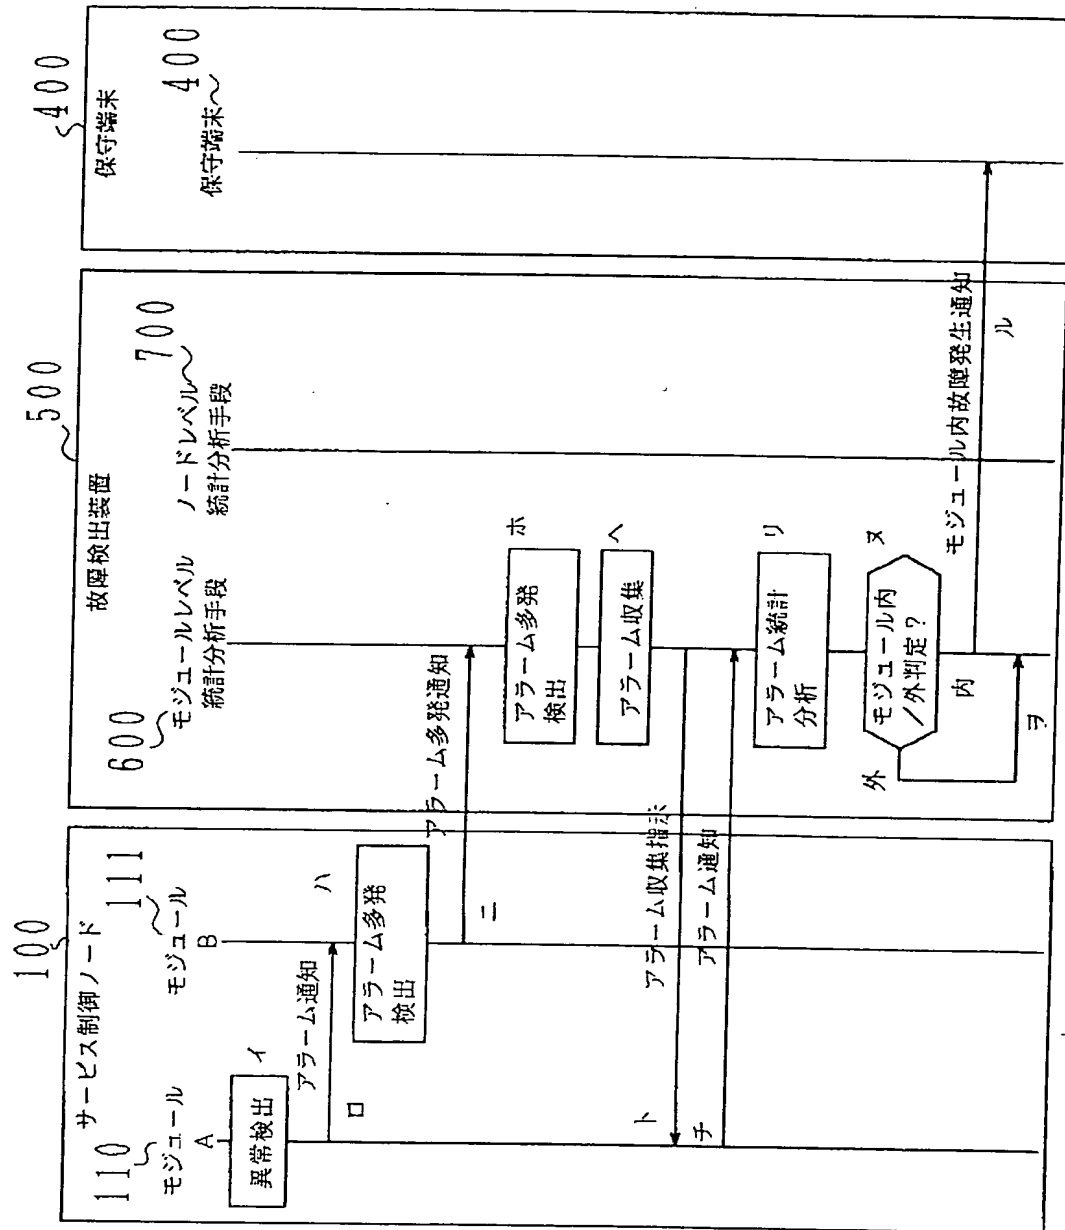 100
サービス制御ノード
110
モジュール
A
111
モジュール
B
500
故障検出装置
600
モジュールレベル
統計分析手段
700
ノードレベル
統計分析手段
400
保守端末
400
保守端末
異常検出
イ
アラーム通知
ロ
アラーム多発
検出
ハ
アラーム多発通知
ニ
アラーム多発
検出
ホ
アラーム収集
ヘ
アラーム収集指示
ト
アラーム通知
チ
アラーム統計
分析
リ
モジュール内
/外判定?
ヌ
外
内
モジュール内故障発生通知
ル
ヲ